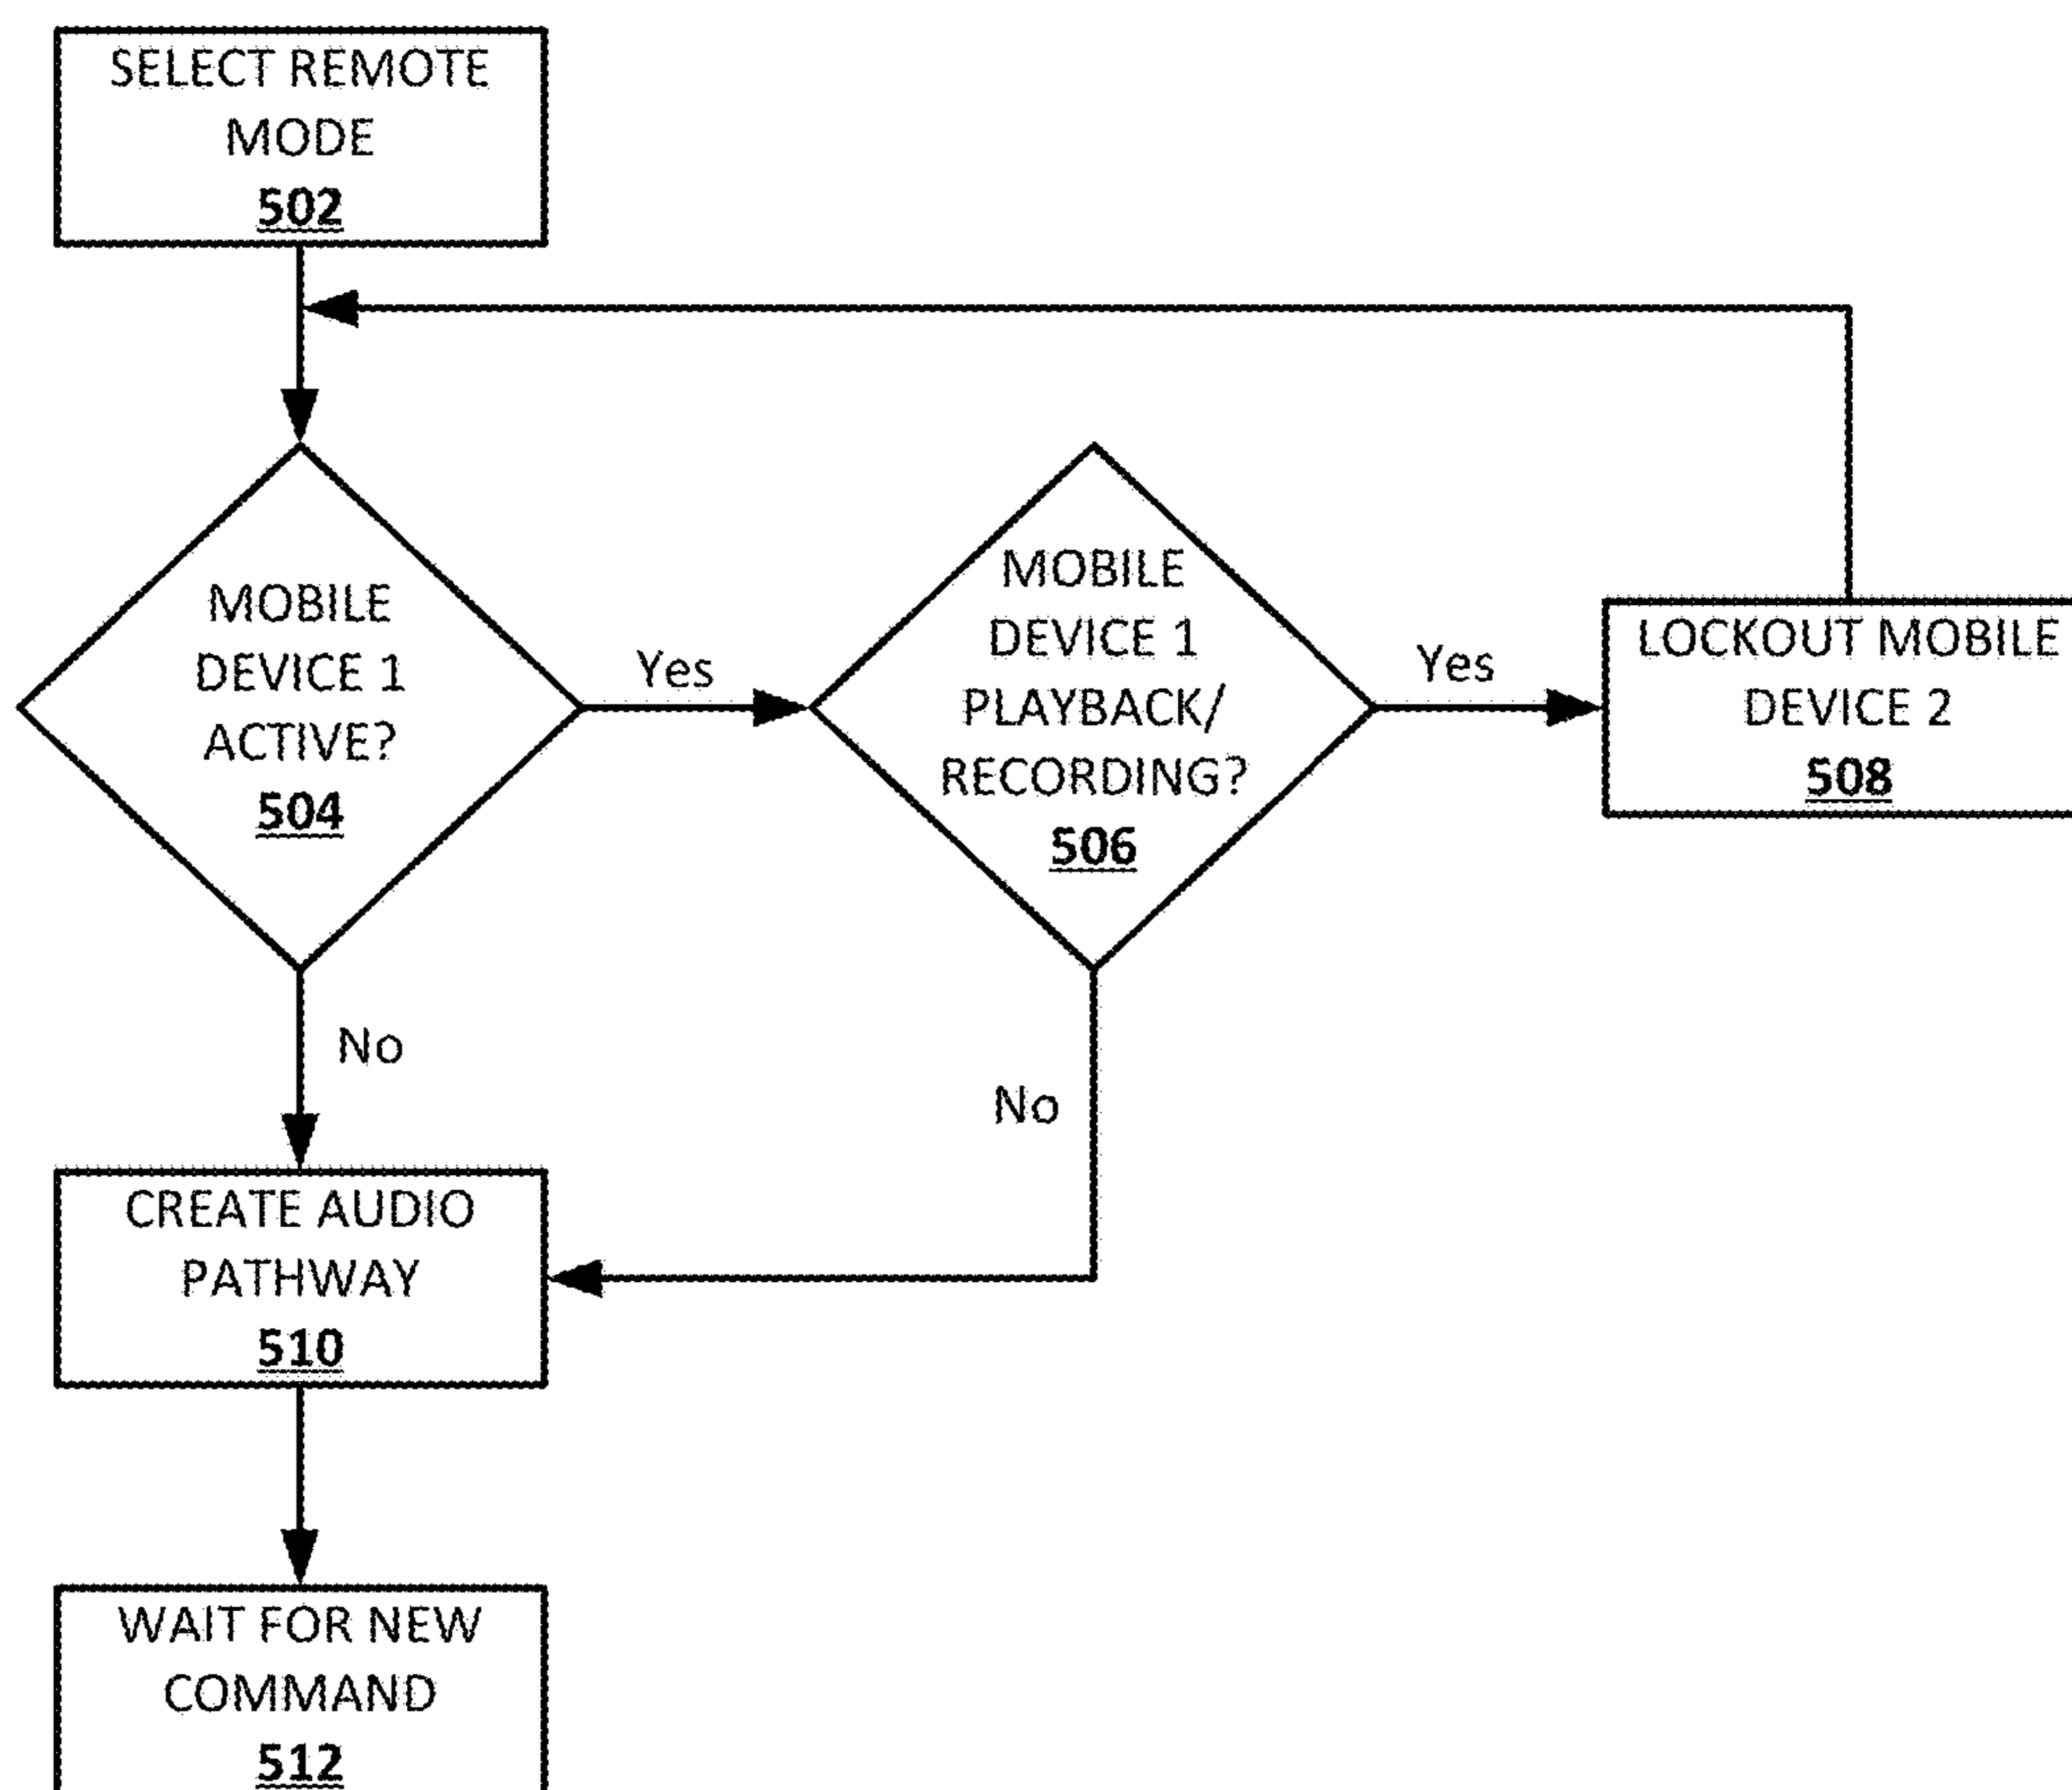 SELECT REMOTE
MODE
502
MOBILE
DEVICE 1
ACTIVE?
504
Yes
MOBILE
DEVICE 1
PLAYBACK/
RECORDING?
506
Yes
LOCKOUT MOBILE
DEVICE 2
508
No
No
CREATE AUDIO
PATHWAY
510
WAIT FOR NEW
COMMAND
512